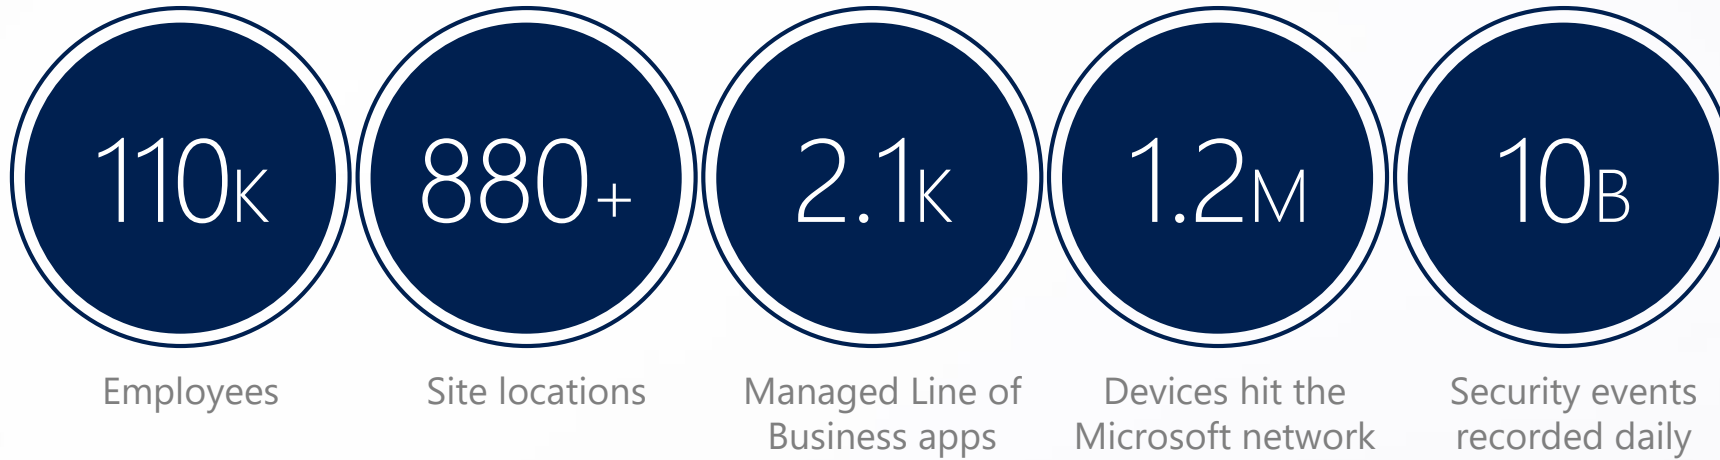 110K
880+
2.1K
1.2M
10B
Employees
Site locations
Managed Line of
Business apps
Devices hit the
Microsoft network
Security events
recorded daily